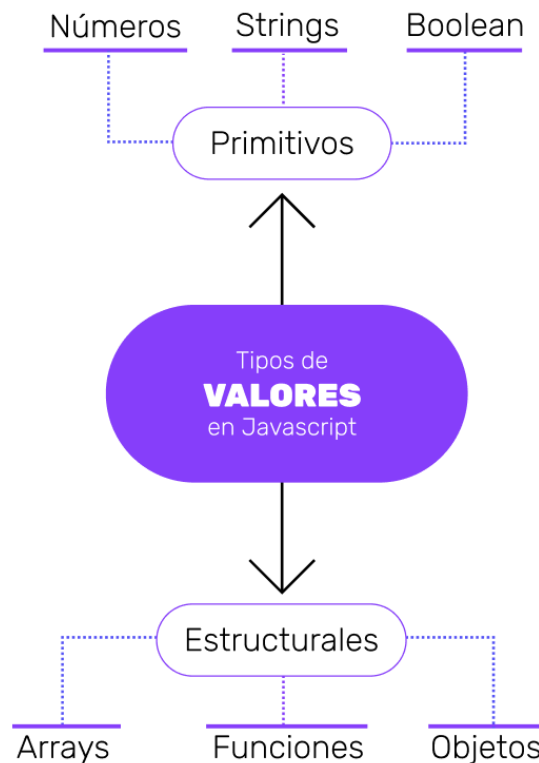 Números
Strings
Boolean
Primitivos
Tipos de
VALORES
en Javascript
Estructurales
Arrays
Funciones
Objetos